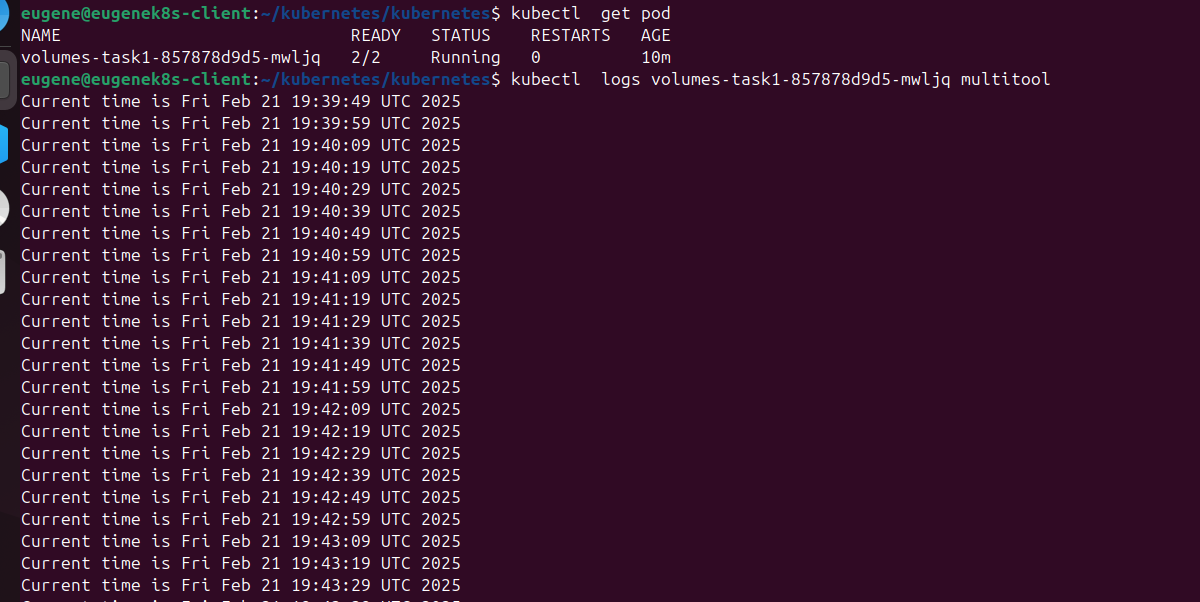 eugene@eugenek8s-client:~/kubernetes/kubernetes$ kubectl  get pod
NAME                             READY   STATUS    RESTARTS   AGE
volumes-task1-857878d9d5-mwljq   2/2     Running   0          10m
eugene@eugenek8s-client:~/kubernetes/kubernetes$ kubectl  logs volumes-task1-857878d9d5-mwljq multitool
Current time is Fri Feb 21 19:39:49 UTC 2025
Current time is Fri Feb 21 19:39:59 UTC 2025
Current time is Fri Feb 21 19:40:09 UTC 2025
Current time is Fri Feb 21 19:40:19 UTC 2025
Current time is Fri Feb 21 19:40:29 UTC 2025
Current time is Fri Feb 21 19:40:39 UTC 2025
Current time is Fri Feb 21 19:40:49 UTC 2025
Current time is Fri Feb 21 19:40:59 UTC 2025
Current time is Fri Feb 21 19:41:09 UTC 2025
Current time is Fri Feb 21 19:41:19 UTC 2025
Current time is Fri Feb 21 19:41:29 UTC 2025
Current time is Fri Feb 21 19:41:39 UTC 2025
Current time is Fri Feb 21 19:41:49 UTC 2025
Current time is Fri Feb 21 19:41:59 UTC 2025
Current time is Fri Feb 21 19:42:09 UTC 2025
Current time is Fri Feb 21 19:42:19 UTC 2025
Current time is Fri Feb 21 19:42:29 UTC 2025
Current time is Fri Feb 21 19:42:39 UTC 2025
Current time is Fri Feb 21 19:42:49 UTC 2025
Current time is Fri Feb 21 19:42:59 UTC 2025
Current time is Fri Feb 21 19:43:09 UTC 2025
Current time is Fri Feb 21 19:43:19 UTC 2025
Current time is Fri Feb 21 19:43:29 UTC 2025